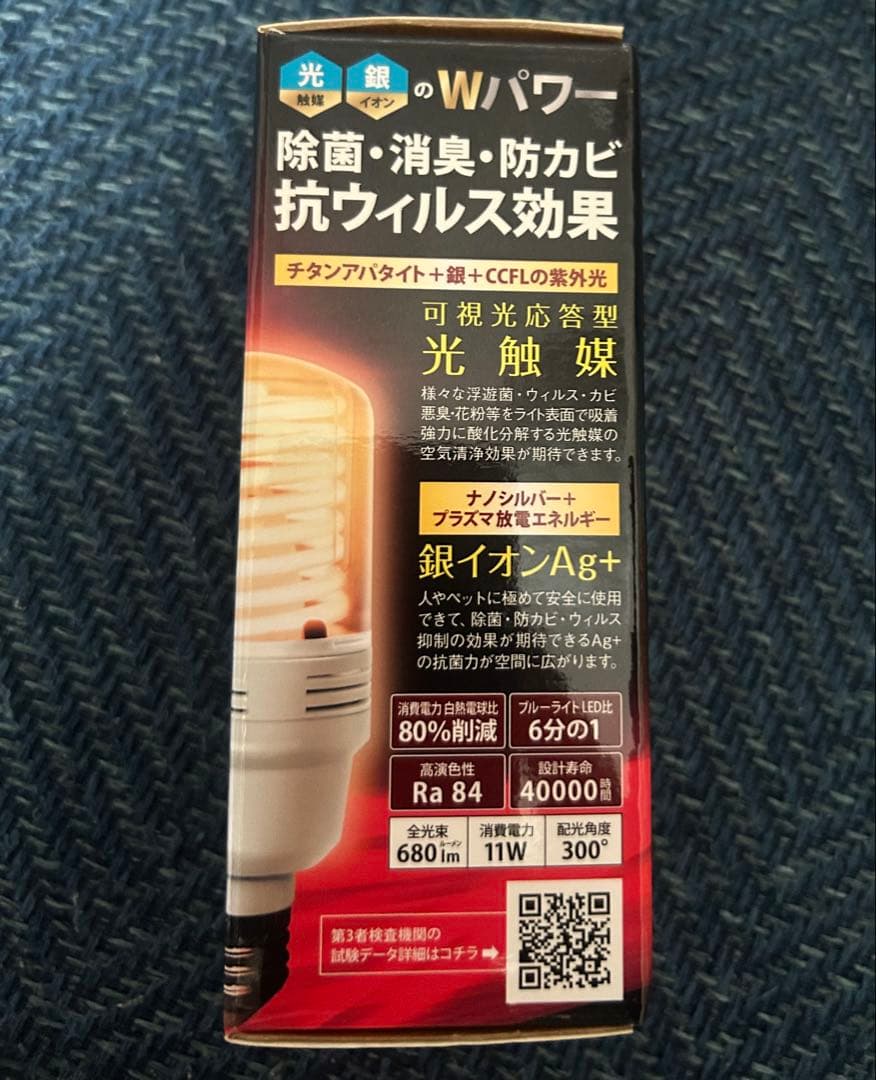 光触媒 銀イオン のWパワー
除菌・消臭・防カビ
抗ウィルス効果
チタンアパタイト+銀+CCFLの紫外光
可視光応答型
光触媒
様々な浮遊菌・ウィルス・カビ
悪臭・花粉等をライト表面で吸着
強力に酸化分解する光触媒の
空気清浄効果が期待できます。
ナノシルバー+
プラズマ放電エネルギー
銀イオンAg+
人やペットに極めて安全に使用
できて、除菌・防カビ・ウィルス
抑制の効果が期待できるAg+
の抗菌力が空間に広がります。
消費電力 白熱電球比
80%削減
ブルーライト LED比
6分の1
高演色性
Ra 84
設計寿命
40000時間
全光束
680 lm ルーメン
消費電力
11W
配光角度
300°
第3者検査機関の
試験データ詳細はコチラ➡